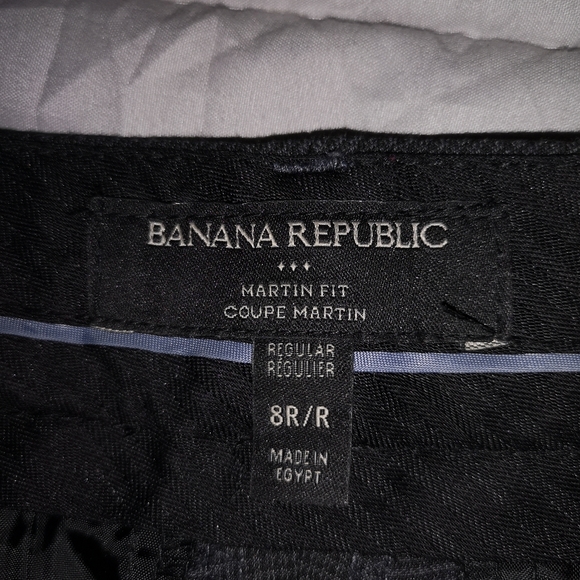 BANANA REPUBLIC
MARTIN FIT
COUPE MARTIN
REGULAR
RÉGULIER
8R/R
MADE IN
EGYPT